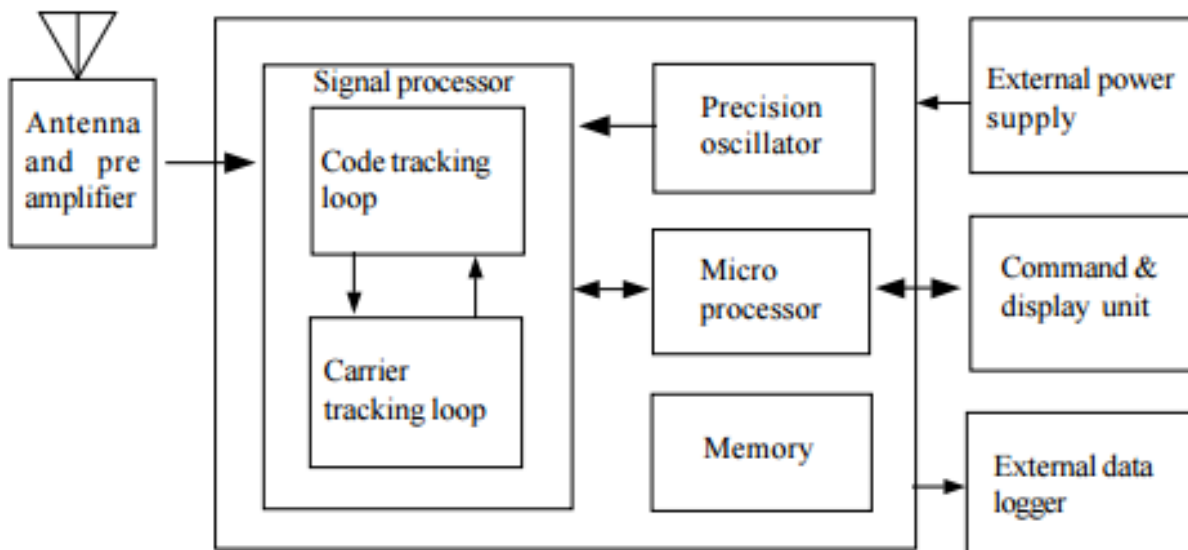 Antenna
and pre
amplifier
Signal processor
Code tracking
loop
Carrier
tracking loop
Precision
oscillator
Micro
processor
Memory
External power
supply
Command &
display unit
External data
logger